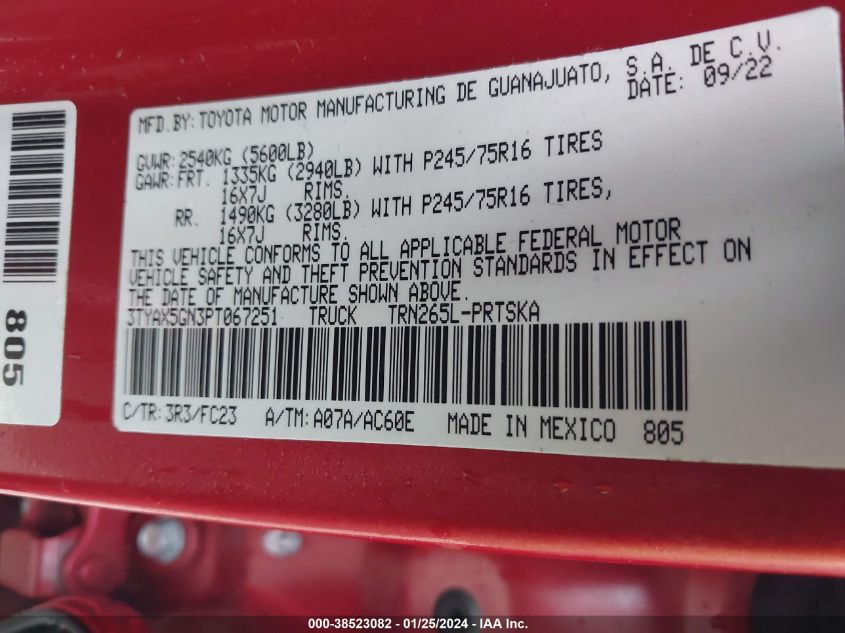 805
MFD.BY:TOYOTA MOTOR MANUFACTURING DE GUANAJUATO, S.A. DE C.V.
DATE: 09/22
GVWR:2540KG (5600LB)
GAWR:FRT. 1335KG (2940LB) WITH P245/75R16 TIRES
16X7J RIMS.
RR. 1490KG (3280LB) WITH P245/75R16 TIRES,
16X7J RIMS.
THIS VEHICLE CONFORMS TO ALL APPLICABLE FEDERAL MOTOR
VEHICLE SAFETY AND THEFT PREVENTION STANDARDS IN EFFECT ON
THE DATE OF MANUFACTURE SHOWN ABOVE.
3TYAX5GN3PT067251 TRUCK TRN265L-PRTSKA
C/TR:3R3/FC23 A/TM:A07A/AC60E MADE IN MEXICO 805
000-38523082 - 01/25/2024 - IAA Inc.